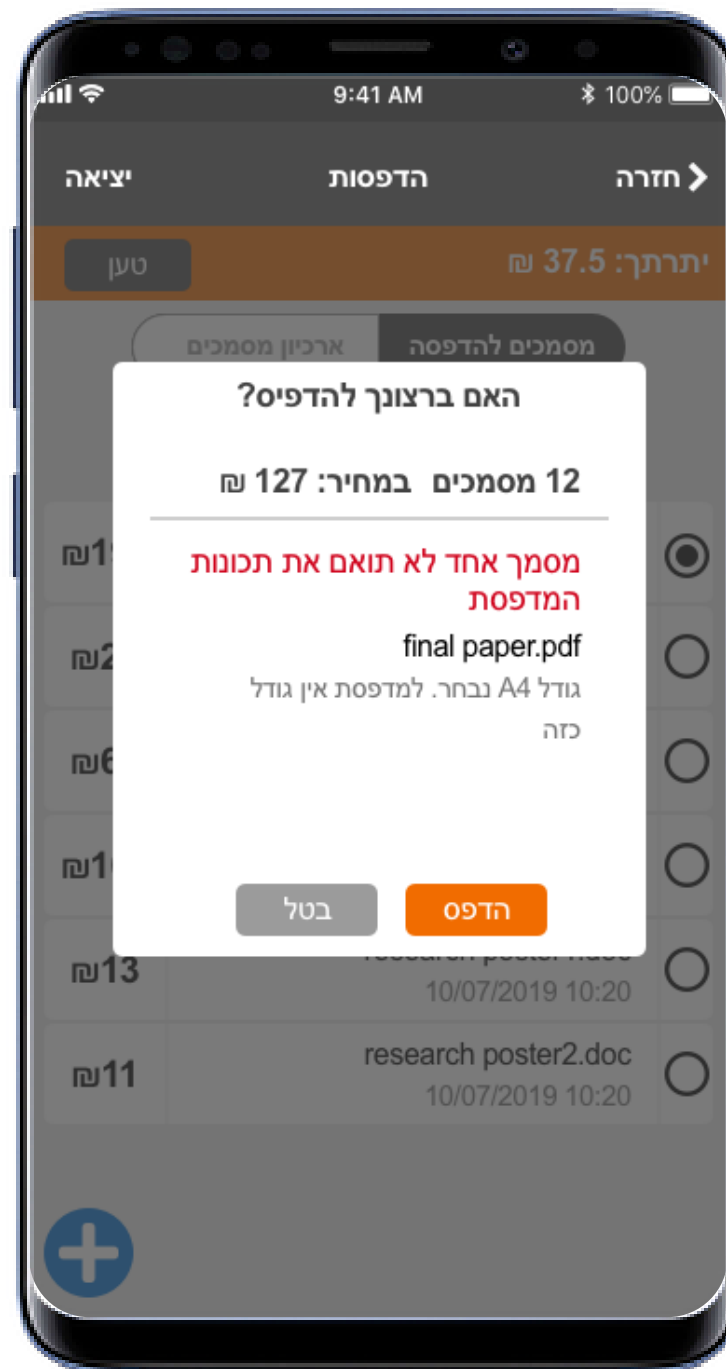 9:41 AM 100%
חזרה הדפסות יציאה
יתרתך: 37.5 ₪ טען
מסמכים להדפסה ארכיון מסמכים
האם ברצונך להדפיס?
12 מסמכים במחיר: 127 ₪
מסמך אחד לא תואם את תכונות
המדפסת
final paper.pdf
גודל A4 נבחר. למדפסת אין גודל
כזה
הדפס בטל
₪13
10/07/2019 10:20
research poster2.doc ₪11
10/07/2019 10:20